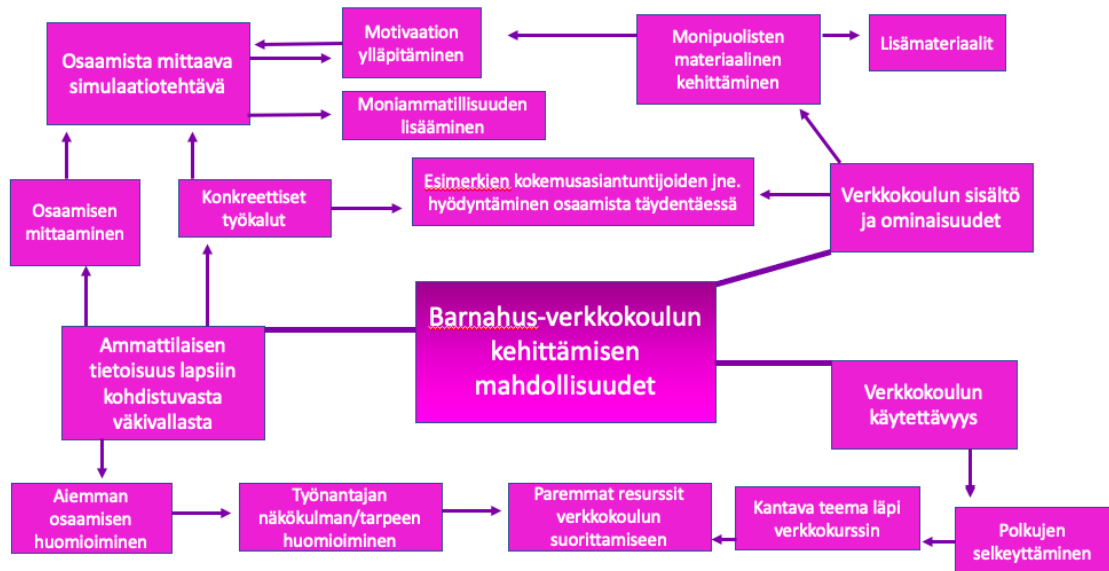 Osaamista mittaava
simulaatiotehtävä
Motivaation
ylläpitäminen
Monipuolisten
materiaalinen
kehittäminen
Lisämateriaalit
Moniammatillisuuden
lisääminen
Osaamisen
mittaaminen
Konkreettiset
työkalut
Esimerkien kokemusasiantuntijoiden jne.
hyödyntäminen osaamista täydentäessä
Verkkokoulun sisältö
ja ominaisuudet
Barnahus-verkkokoulun
kehittämisen
mahdollisuudet
Ammattilaisen
tietoisuus lapsiin
kohdistuvasta
väkivallasta
Verkkokoulun
käytettävyys
Aiemman
osaamisen
huomioiminen
Työnantajan
näkökulman/tarpeen
huomioiminen
Paremmat resurssit
verkkokoulun
suorittamiseen
Kantava teema läpi
verkkokurssin
Polkujen
selkeyttäminen